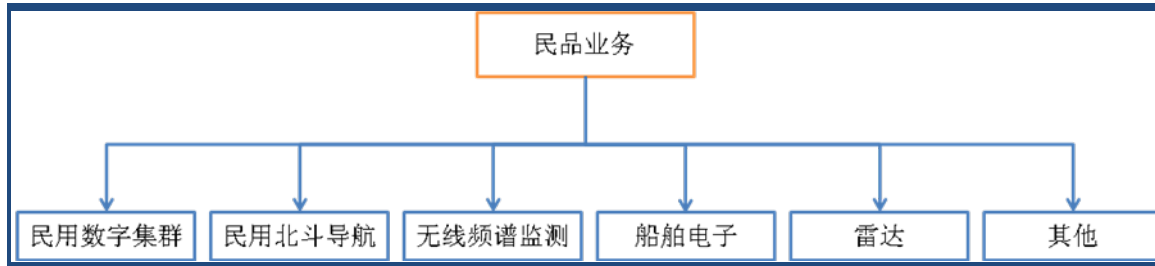 民品业务
民用数字集群
民用北斗导航
无线频谱监测
船舶电子
雷达
其他